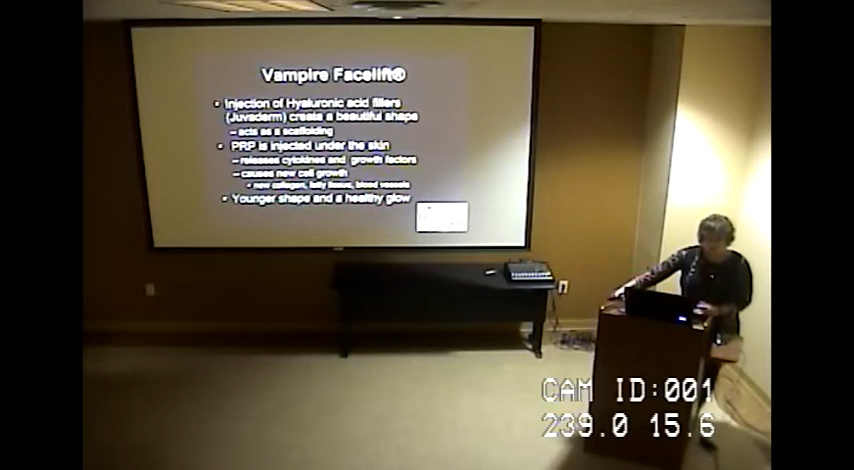 Vampire Facelift®
• Injection of Hyaluronic acid fillers
(Juvaderm) create a beautiful shape
– acts as a scaffolding
• PRP is injected under the skin
– releases cytokines and growth factors
– causes new cell growth
• new collagen, fatty tissue, blood vessels
• Younger shape and a healthy glow
CAM ID:001
239.0 15.6